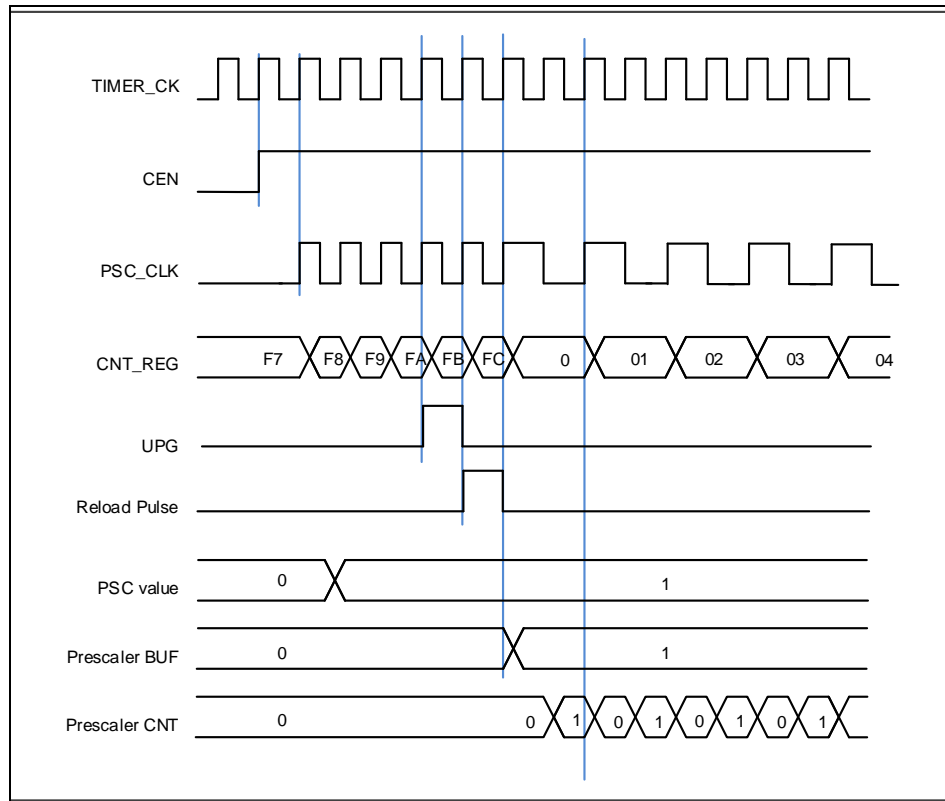 TIMER_CK
CEN
PSC_CLK
CNT_REG F7 F8 F9 FA FB FC 0 01 02 03 04
UPG
Reload Pulse
PSC value 0 1
Prescaler BUF 0 1
Prescaler CNT 0 0 1 0 1 0 1 0 1